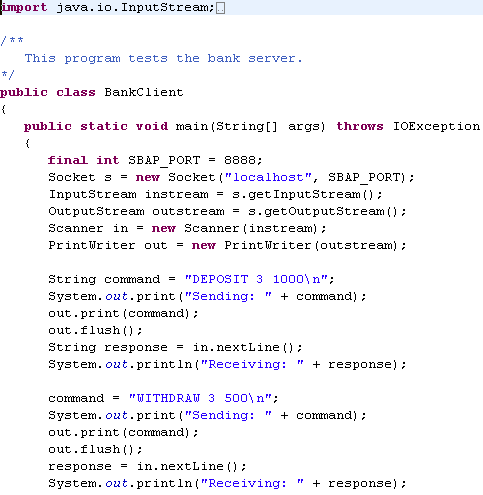 import java.io.InputStream;
/**
This program tests the bank server.
*/
public class BankClient
{
public static void main(String[] args) throws IOException
{
final int SBAP_PORT = 8888;
Socket s = new Socket("localhost", SBAP_PORT);
InputStream instream = s.getInputStream();
OutputStream outstream = s.getOutputStream();
Scanner in = new Scanner(instream);
PrintWriter out = new PrintWriter(outstream);
String command = "DEPOSIT 3 1000\n";
System.out.print("Sending: " + command);
out.print(command);
out.flush();
String response = in.nextLine();
System.out.println("Receiving: " + response);
command = "WITHDRAW 3 500\n";
System.out.print("Sending: " + command);
out.print(command);
out.flush();
response = in.nextLine();
System.out.println("Receiving: " + response);